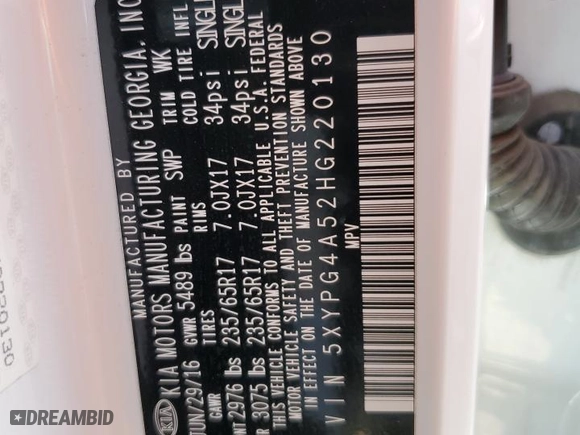 MANUFACTURED BY
KIA KIA MOTORS MANUFACTURING GEORGIA, INC
JUN/29/16 GVWR 5489 lbs PAINT SWP TRIM WK
GAWR TIRES RIMS COLD TIRE INFL
2976 lbs 235/65R17 7.0JX17 34psi SINGL
3075 lbs 235/65R17 7.0JX17 34psi SINGL
THIS VEHICLE CONFORMS TO ALL APPLICABLE U.S.A. FEDERAL
MOTOR VEHICLE SAFETY AND THEFT PREVENTION STANDARDS
IN EFFECT ON THE DATE OF MANUFACTURE SHOWN ABOVE
VIN 5XYPG4A52HG220130
MPV
DREAMBID